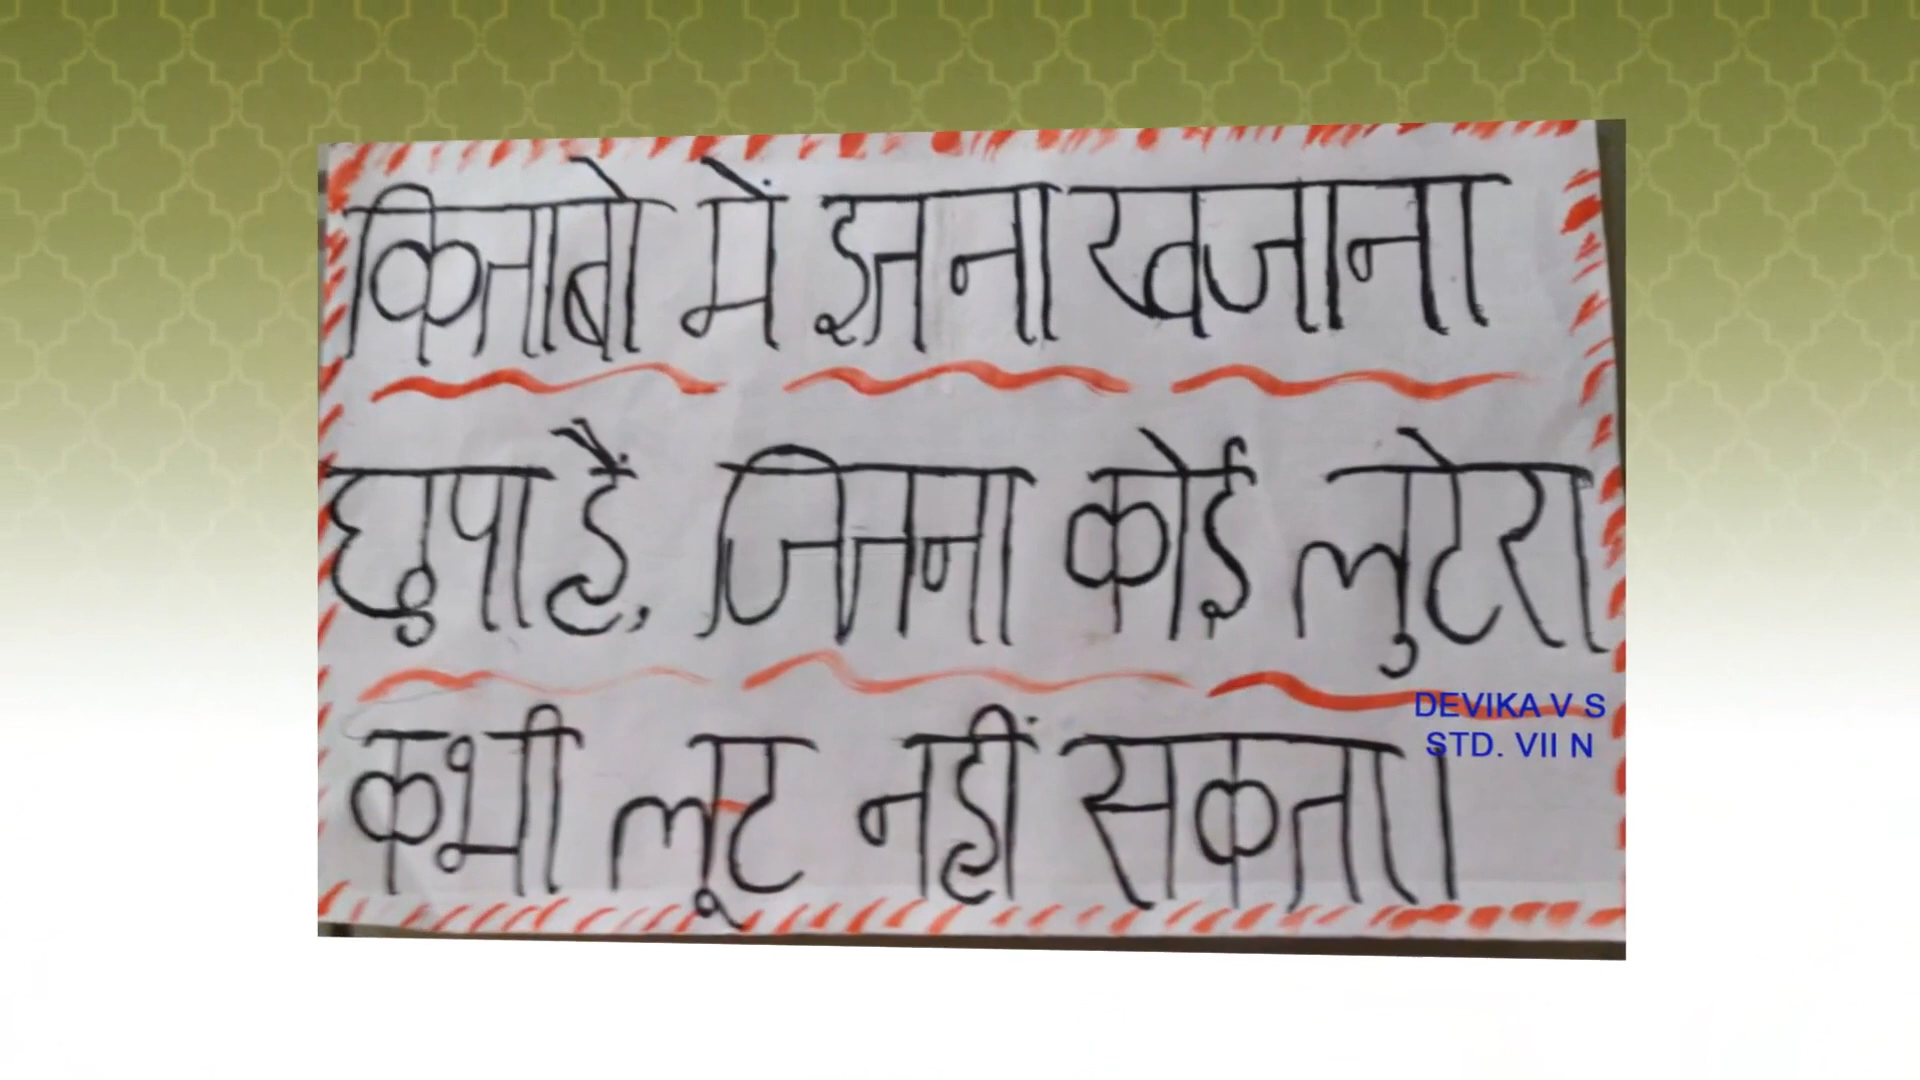 किताबो में इतना खजाना
छुपा हैं, जितना कोई लुटेरा
कभी लूट नहीं सकता।
DEVIKA V S
STD. VII N